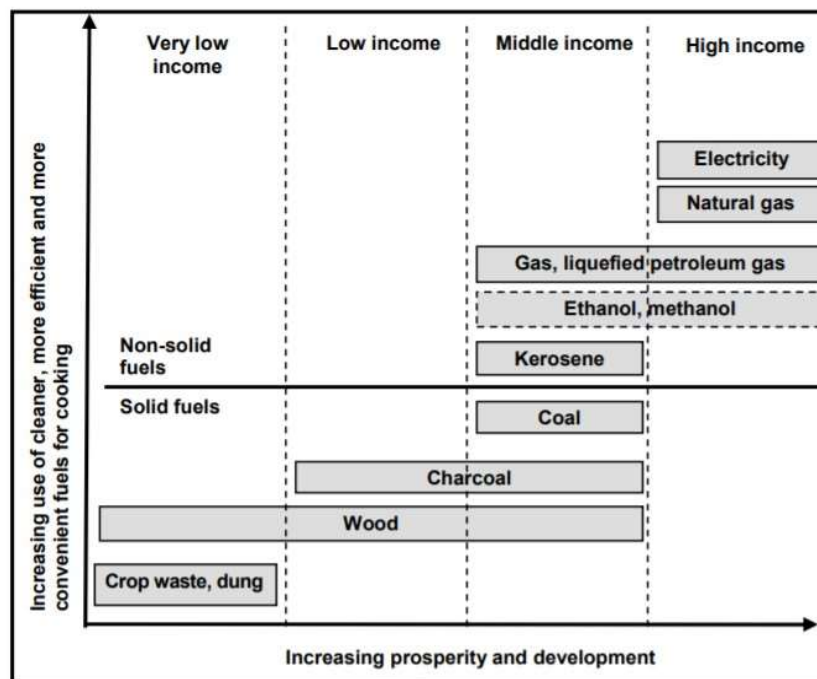 Very low
income
Low income
Middle income
High income
Electricity
Natural gas
Gas, liquefied petroleum gas
Ethanol, methanol
Non-solid
fuels
Kerosene
Solid fuels
Coal
Charcoal
Wood
Crop waste, dung
Increasing use of cleaner, more efficient and more
convenient fuels for cooking
Increasing prosperity and development